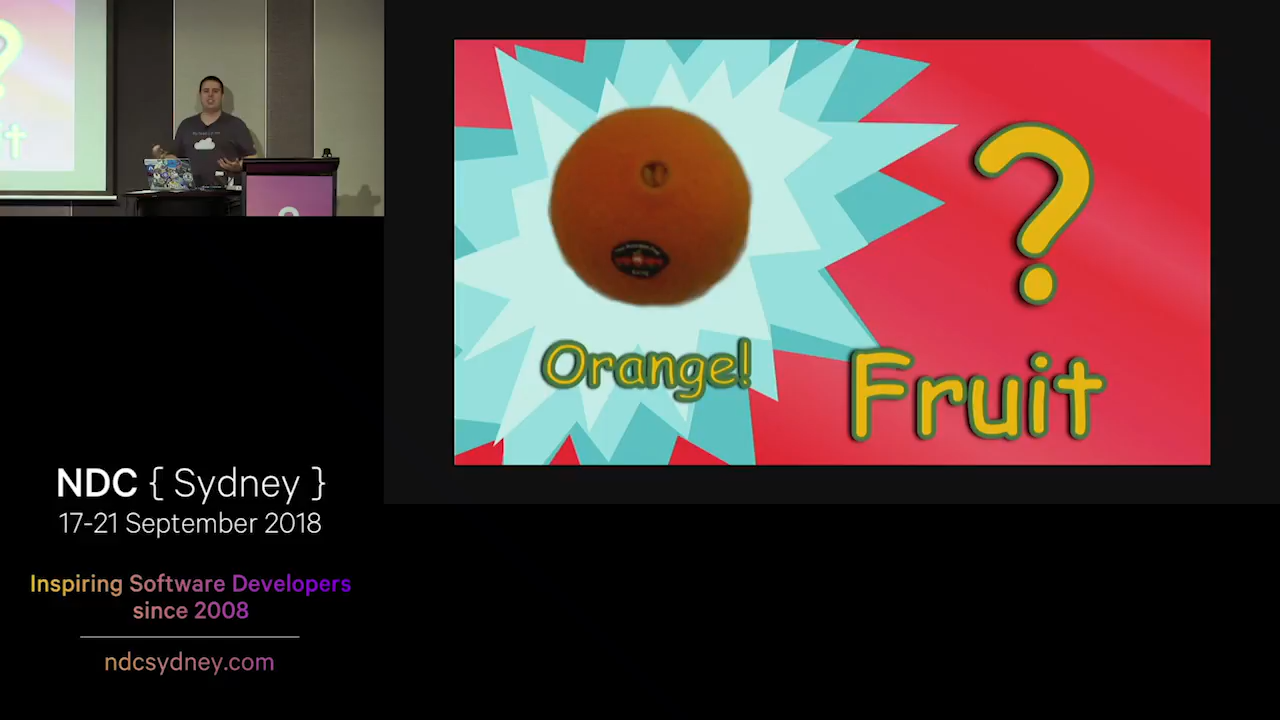 Orange!
?
Fruit
NDC { Sydney }
17-21 September 2018
Inspiring Software Developers
since 2008
ndcsydney.com